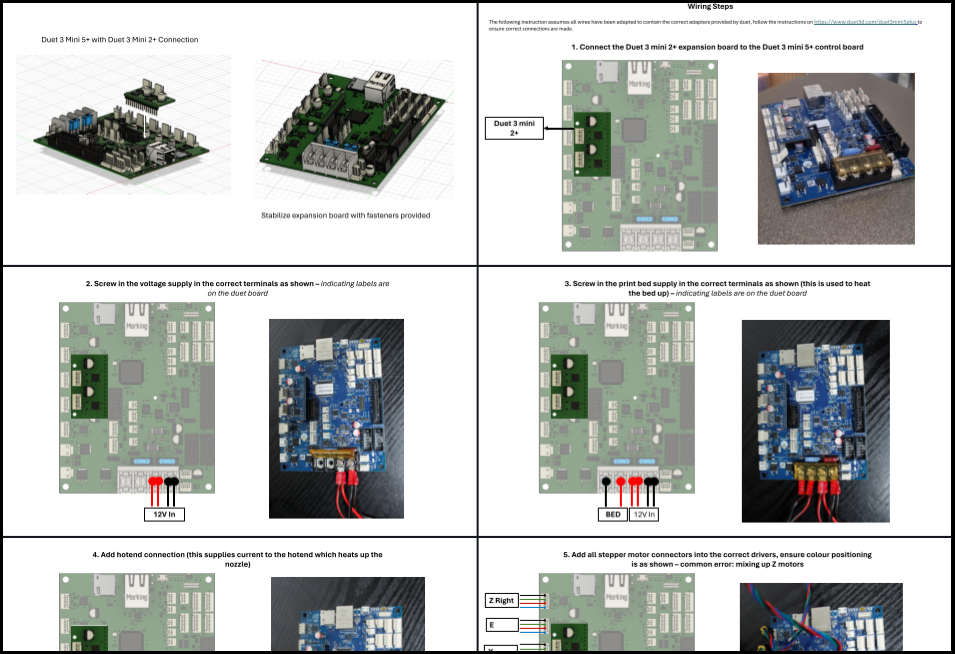 Duet 3 Mini 5+ with Duet 3 Mini 2+ Connection
Stabilize expansion board with fasteners provided
Wiring Steps
The following instruction assumes all wires have been adapted to contain the correct adapters provided by duet, follow the instructions on https://www.duet3d.com/duet3mini5plus to
ensure correct connections are made.
1. Connect the Duet 3 mini 2+ expansion board to the Duet 3 mini 5+ control board
Duet 3 mini
2+
2. Screw in the voltage supply in the correct terminals as shown – indicating labels are
on the duet board
12V In
3. Screw in the print bed supply in the correct terminals as shown (this is used to heat
the bed up) – indicating labels are on the duet board
BED
12V In
4. Add hotend connection (this supplies current to the hotend which heats up the
nozzle)
5. Add all stepper motor connectors into the correct drivers, ensure colour positioning
is as shown – common error: mixing up Z motors
Z Right
E